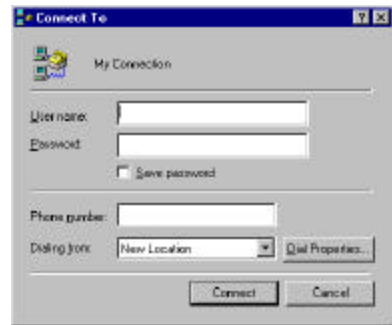 Connect To
My Connection
User name:
Password:
Save password
Phone number:
Dialing from: New Location Dial Properties...
Connect Cancel